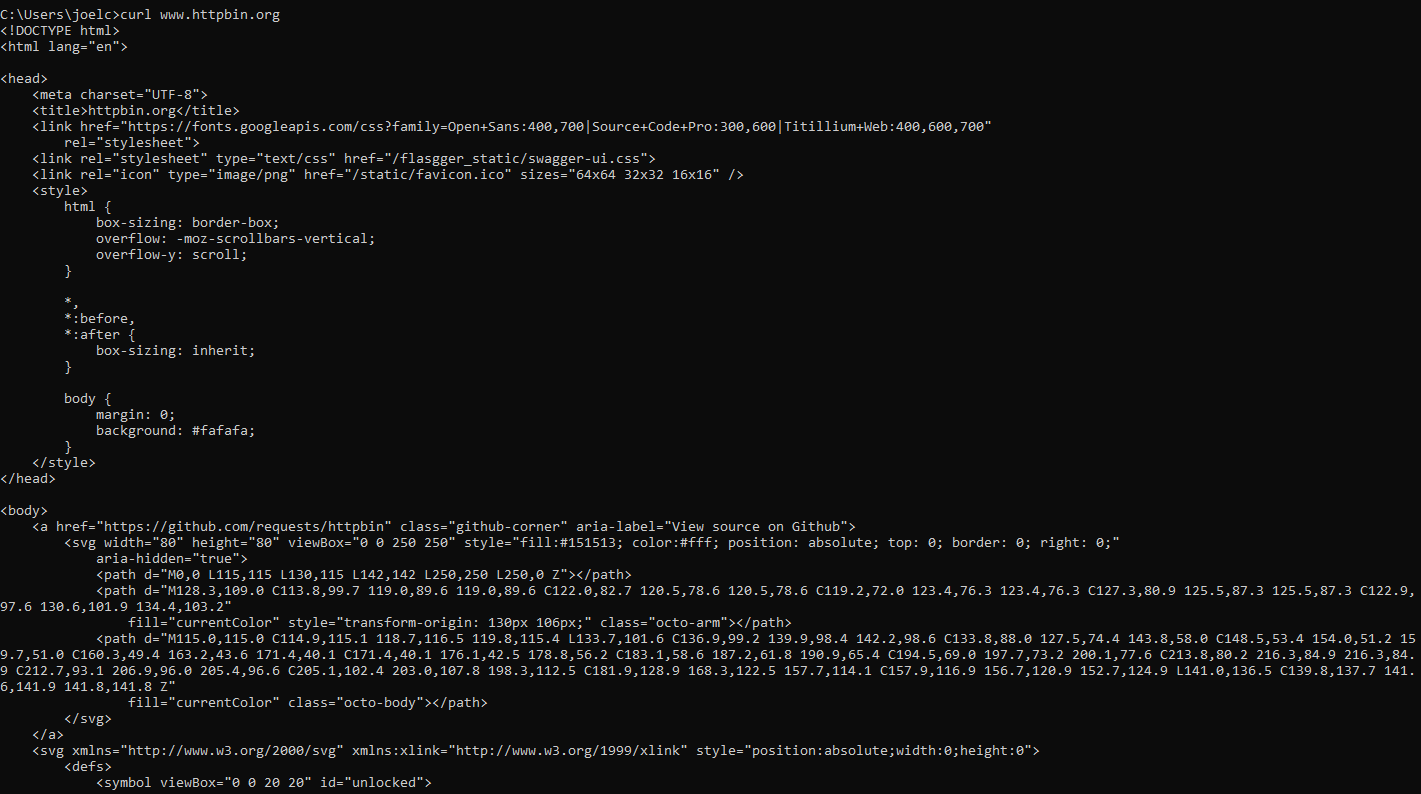 C:\Users\joelc>curl www.httpbin.org
<!DOCTYPE html>
<html lang="en">

<head>
    <meta charset="UTF-8">
    <title>httpbin.org</title>
    <link href="https://fonts.googleapis.com/css?family=Open+Sans:400,700|Source+Code+Pro:300,600|Titillium+Web:400,600,700"
        rel="stylesheet">
    <link rel="stylesheet" type="text/css" href="/flasgger_static/swagger-ui.css">
    <link rel="icon" type="image/png" href="/static/favicon.ico" sizes="64x64 32x32 16x16" />
    <style>
        html {
            box-sizing: border-box;
            overflow: -moz-scrollbars-vertical;
            overflow-y: scroll;
        }

        *,
        *:before,
        *:after {
            box-sizing: inherit;
        }

        body {
            margin: 0;
            background: #fafafa;
        }
    </style>
</head>

<body>
    <a href="https://github.com/requests/httpbin" class="github-corner" aria-label="View source on Github">
        <svg width="80" height="80" viewBox="0 0 250 250" style="fill:#151513; color:#fff; position: absolute; top: 0; border: 0; right: 0;"
            aria-hidden="true">
            <path d="M0,0 L115,115 L130,115 L142,142 L250,250 L250,0 Z"></path>
            <path d="M128.3,109.0 C113.8,99.7 119.0,89.6 119.0,89.6 C122.0,82.7 120.5,78.6 120.5,78.6 C119.2,72.0 123.4,76.3 123.4,76.3 C127.3,80.9 125.5,87.3 125.5,87.3 C122.9,
97.6 130.6,101.9 134.4,103.2"
                fill="currentColor" style="transform-origin: 130px 106px;" class="octo-arm"></path>
            <path d="M115.0,115.0 C114.9,115.1 118.7,116.5 119.8,115.4 L133.7,101.6 C136.9,99.2 139.9,98.4 142.2,98.6 C133.8,88.0 127.5,74.4 143.8,58.0 C148.5,53.4 154.0,51.2 15
9.7,51.0 C160.3,49.4 163.2,43.6 171.4,40.1 C171.4,40.1 176.1,42.5 178.8,56.2 C183.1,58.6 187.2,61.8 190.9,65.4 C194.5,69.0 197.7,73.2 200.1,77.6 C213.8,80.2 216.3,84.9 216.3,84.
9 C212.7,93.1 206.9,96.0 205.4,96.6 C205.1,102.4 203.0,107.8 198.3,112.5 C181.9,128.9 168.3,122.5 157.7,114.1 C157.9,116.9 156.7,120.9 152.7,124.9 L141.0,136.5 C139.8,137.7 141.
6,141.9 141.8,141.8 Z"
                fill="currentColor" class="octo-body"></path>
        </svg>
    </a>
    <svg xmlns="http://www.w3.org/2000/svg" xmlns:xlink="http://www.w3.org/1999/xlink" style="position:absolute;width:0;height:0">
        <defs>
            <symbol viewBox="0 0 20 20" id="unlocked">